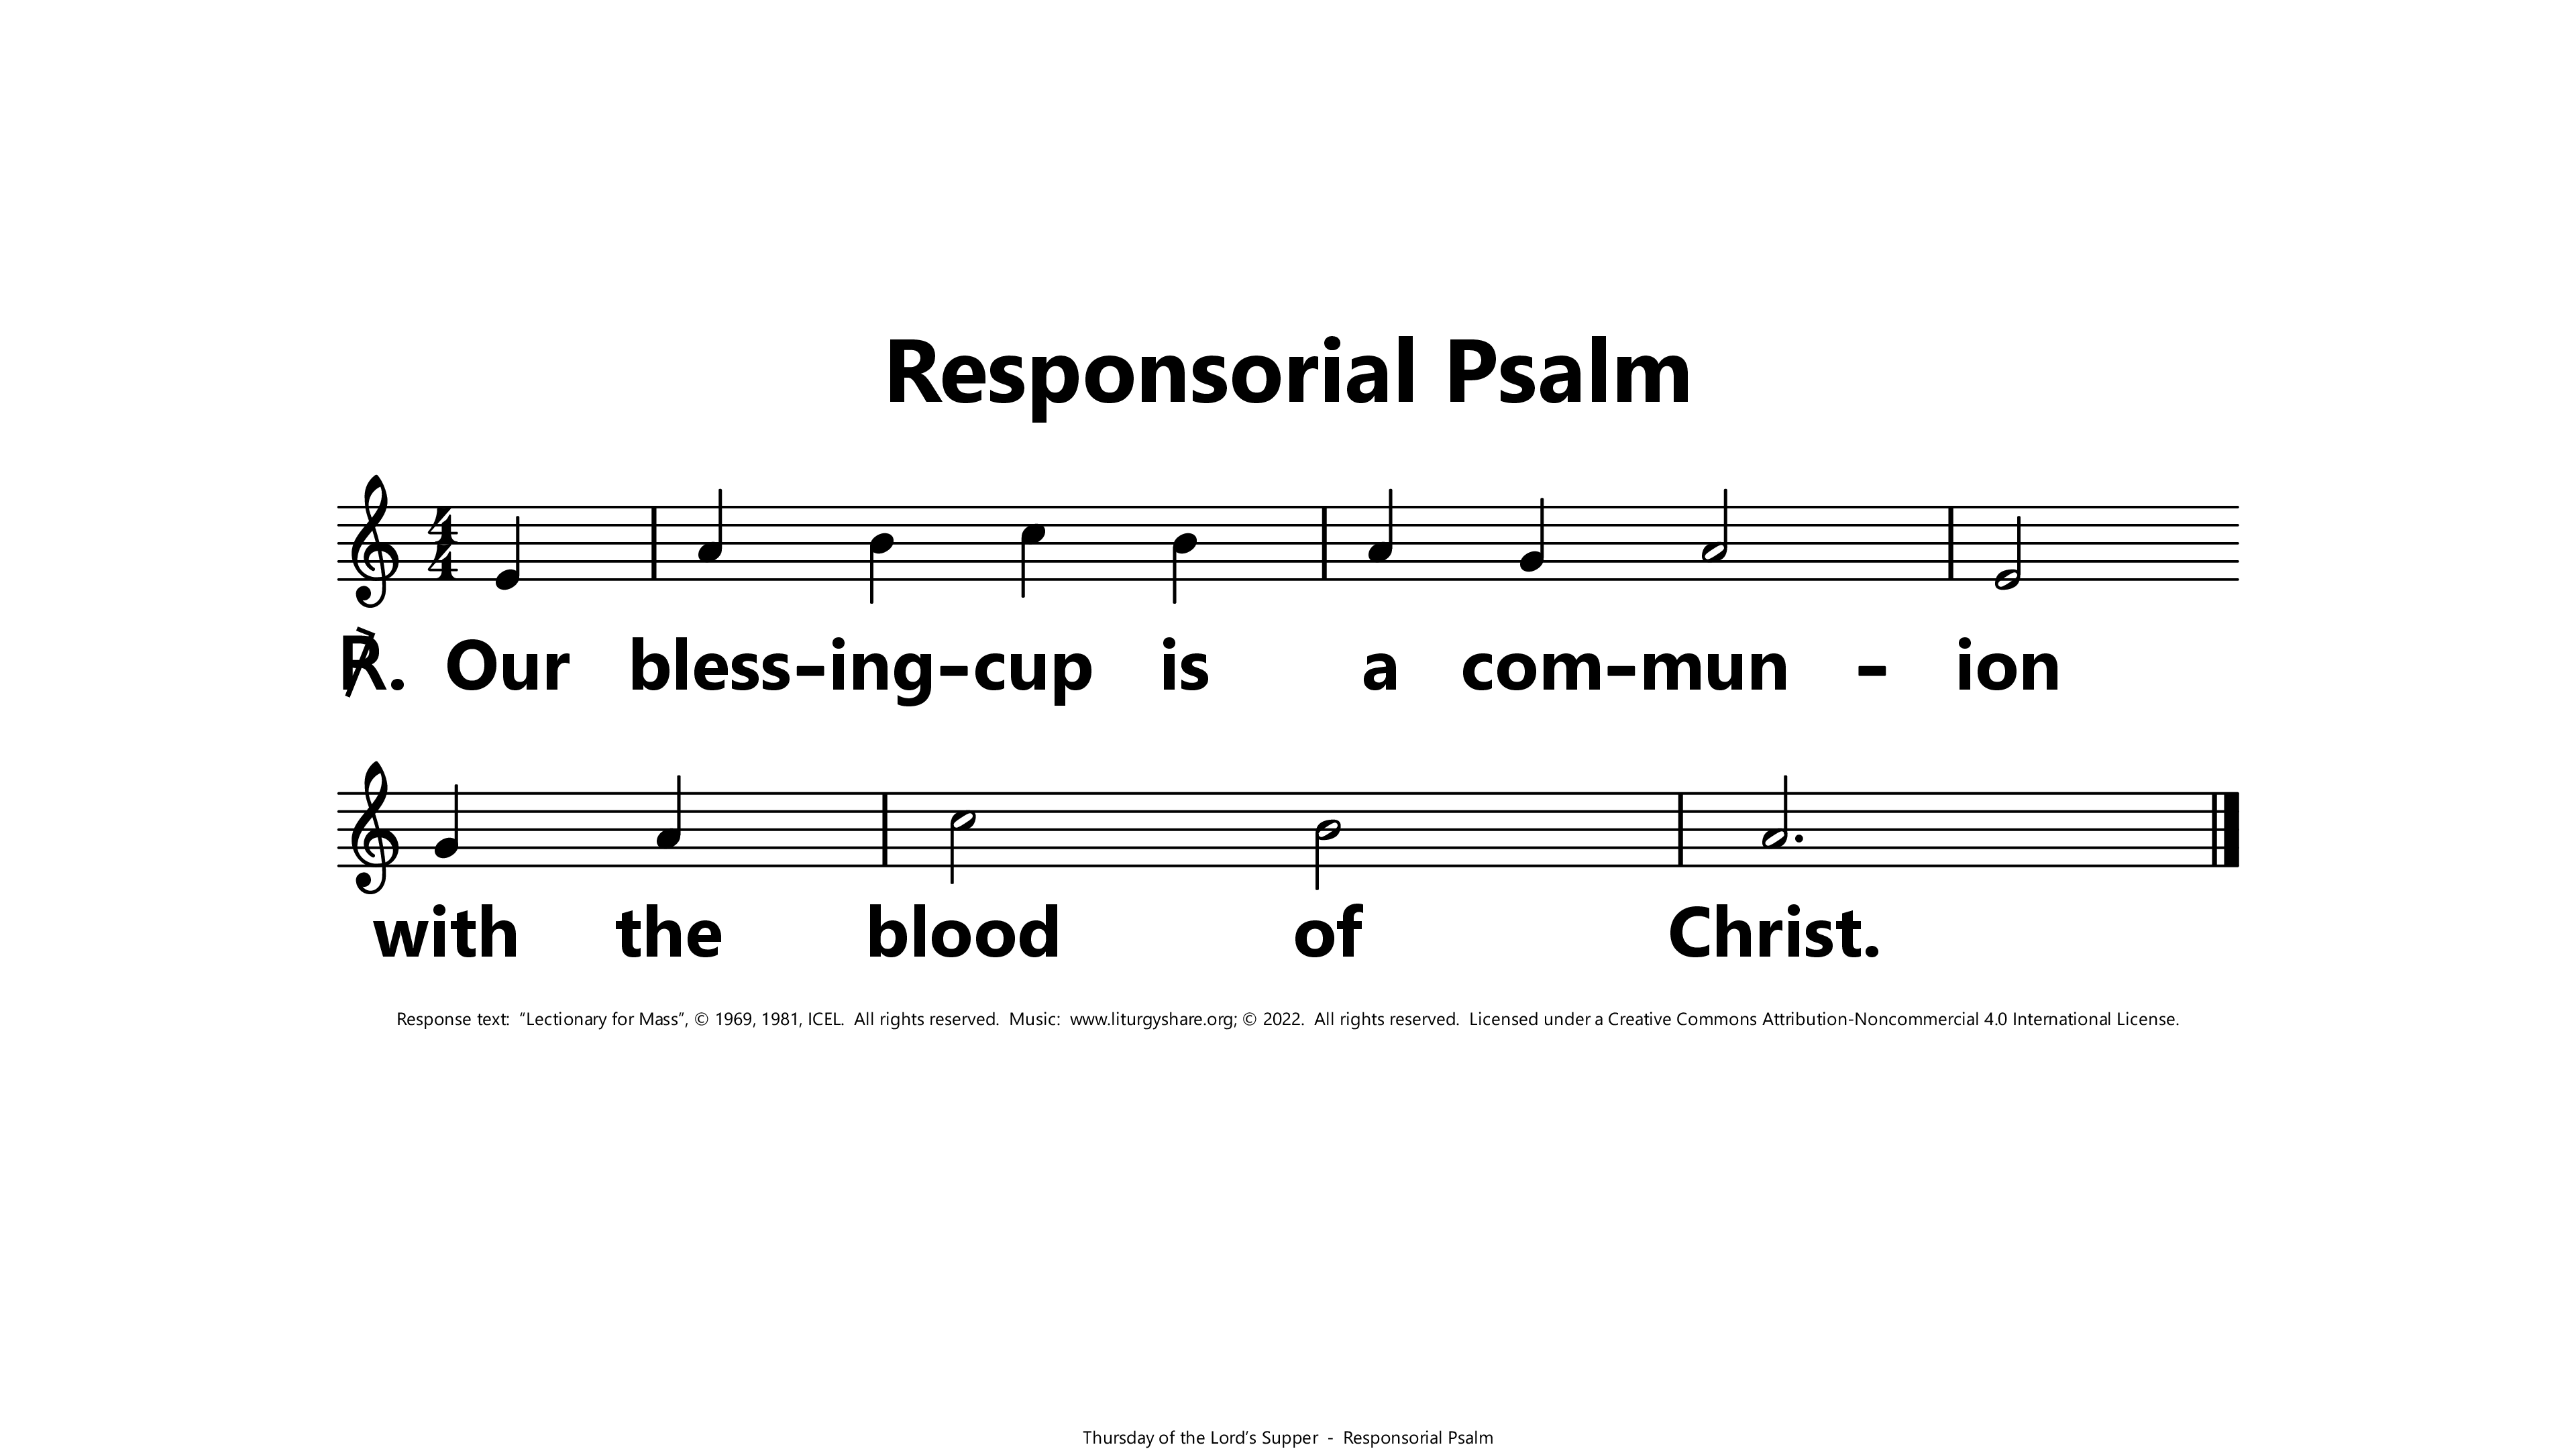 Responsorial Psalm
4
4
℟. Our bless-ing-cup is a com-mun - ion
with the blood of Christ.
Response text: “Lectionary for Mass”, © 1969, 1981, ICEL. All rights reserved. Music: www.liturgyshare.org; © 2022. All rights reserved. Licensed under a Creative Commons Attribution-Noncommercial 4.0 International License.
Thursday of the Lord’s Supper - Responsorial Psalm